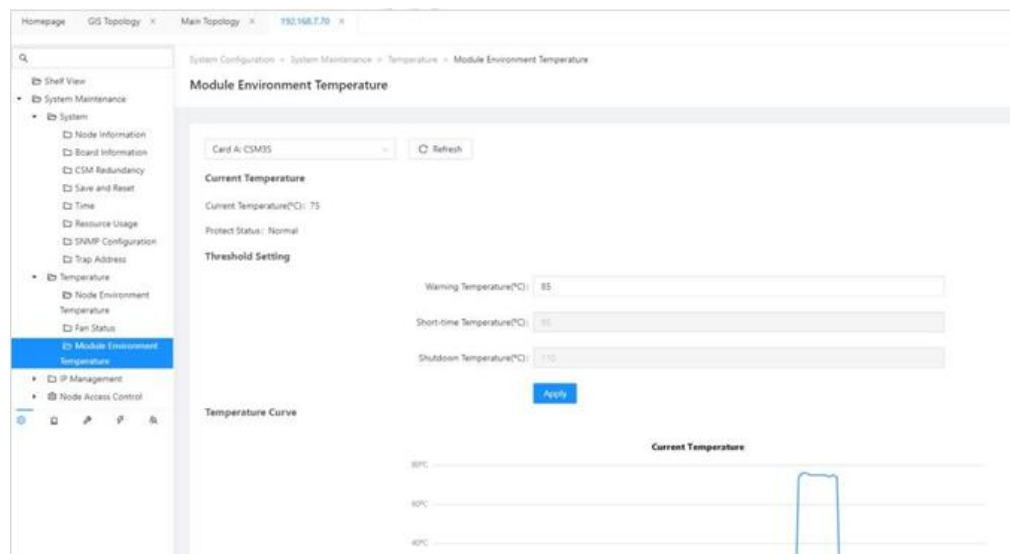 Homepage
GIS Topology ×
Main Topology ×
192.168.7.70 ×
System Configuration > System Maintenance > Temperature > Module Environment Temperature
Module Environment Temperature
Shelf View
System Maintenance
System
Node Information
Board Information
CSM Redundancy
Save and Reset
Time
Resource Usage
SNMP Configuration
Trap Address
Temperature
Node Environment
Temperature
Fan Status
Module Environment
Temperature
IP Management
Node Access Control
Card A: CSM3S
Refresh
Current Temperature
Current Temperature(°C): 75
Protect Status: Normal
Threshold Setting
Warning Temperature(°C): 85
Short-time Temperature(°C):
Shutdown Temperature(°C): 110
Apply
Temperature Curve
Current Temperature
80°C
60°C
40°C